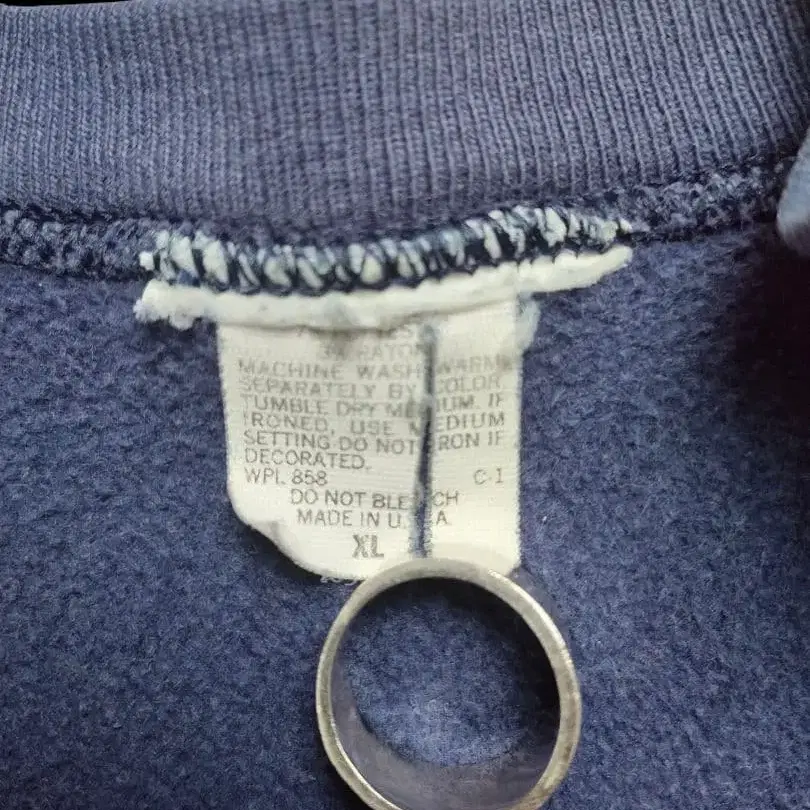 MACHINE WASH WARM
SEPARATELY BY COLOR
TUMBLE DRY MEDIUM. IF
IRONED, USE MEDIUM
SETTING DO NOT IRON IF
DECORATED.
WPL 858 C-1
DO NOT BLEACH
MADE IN U.S.A.
XL